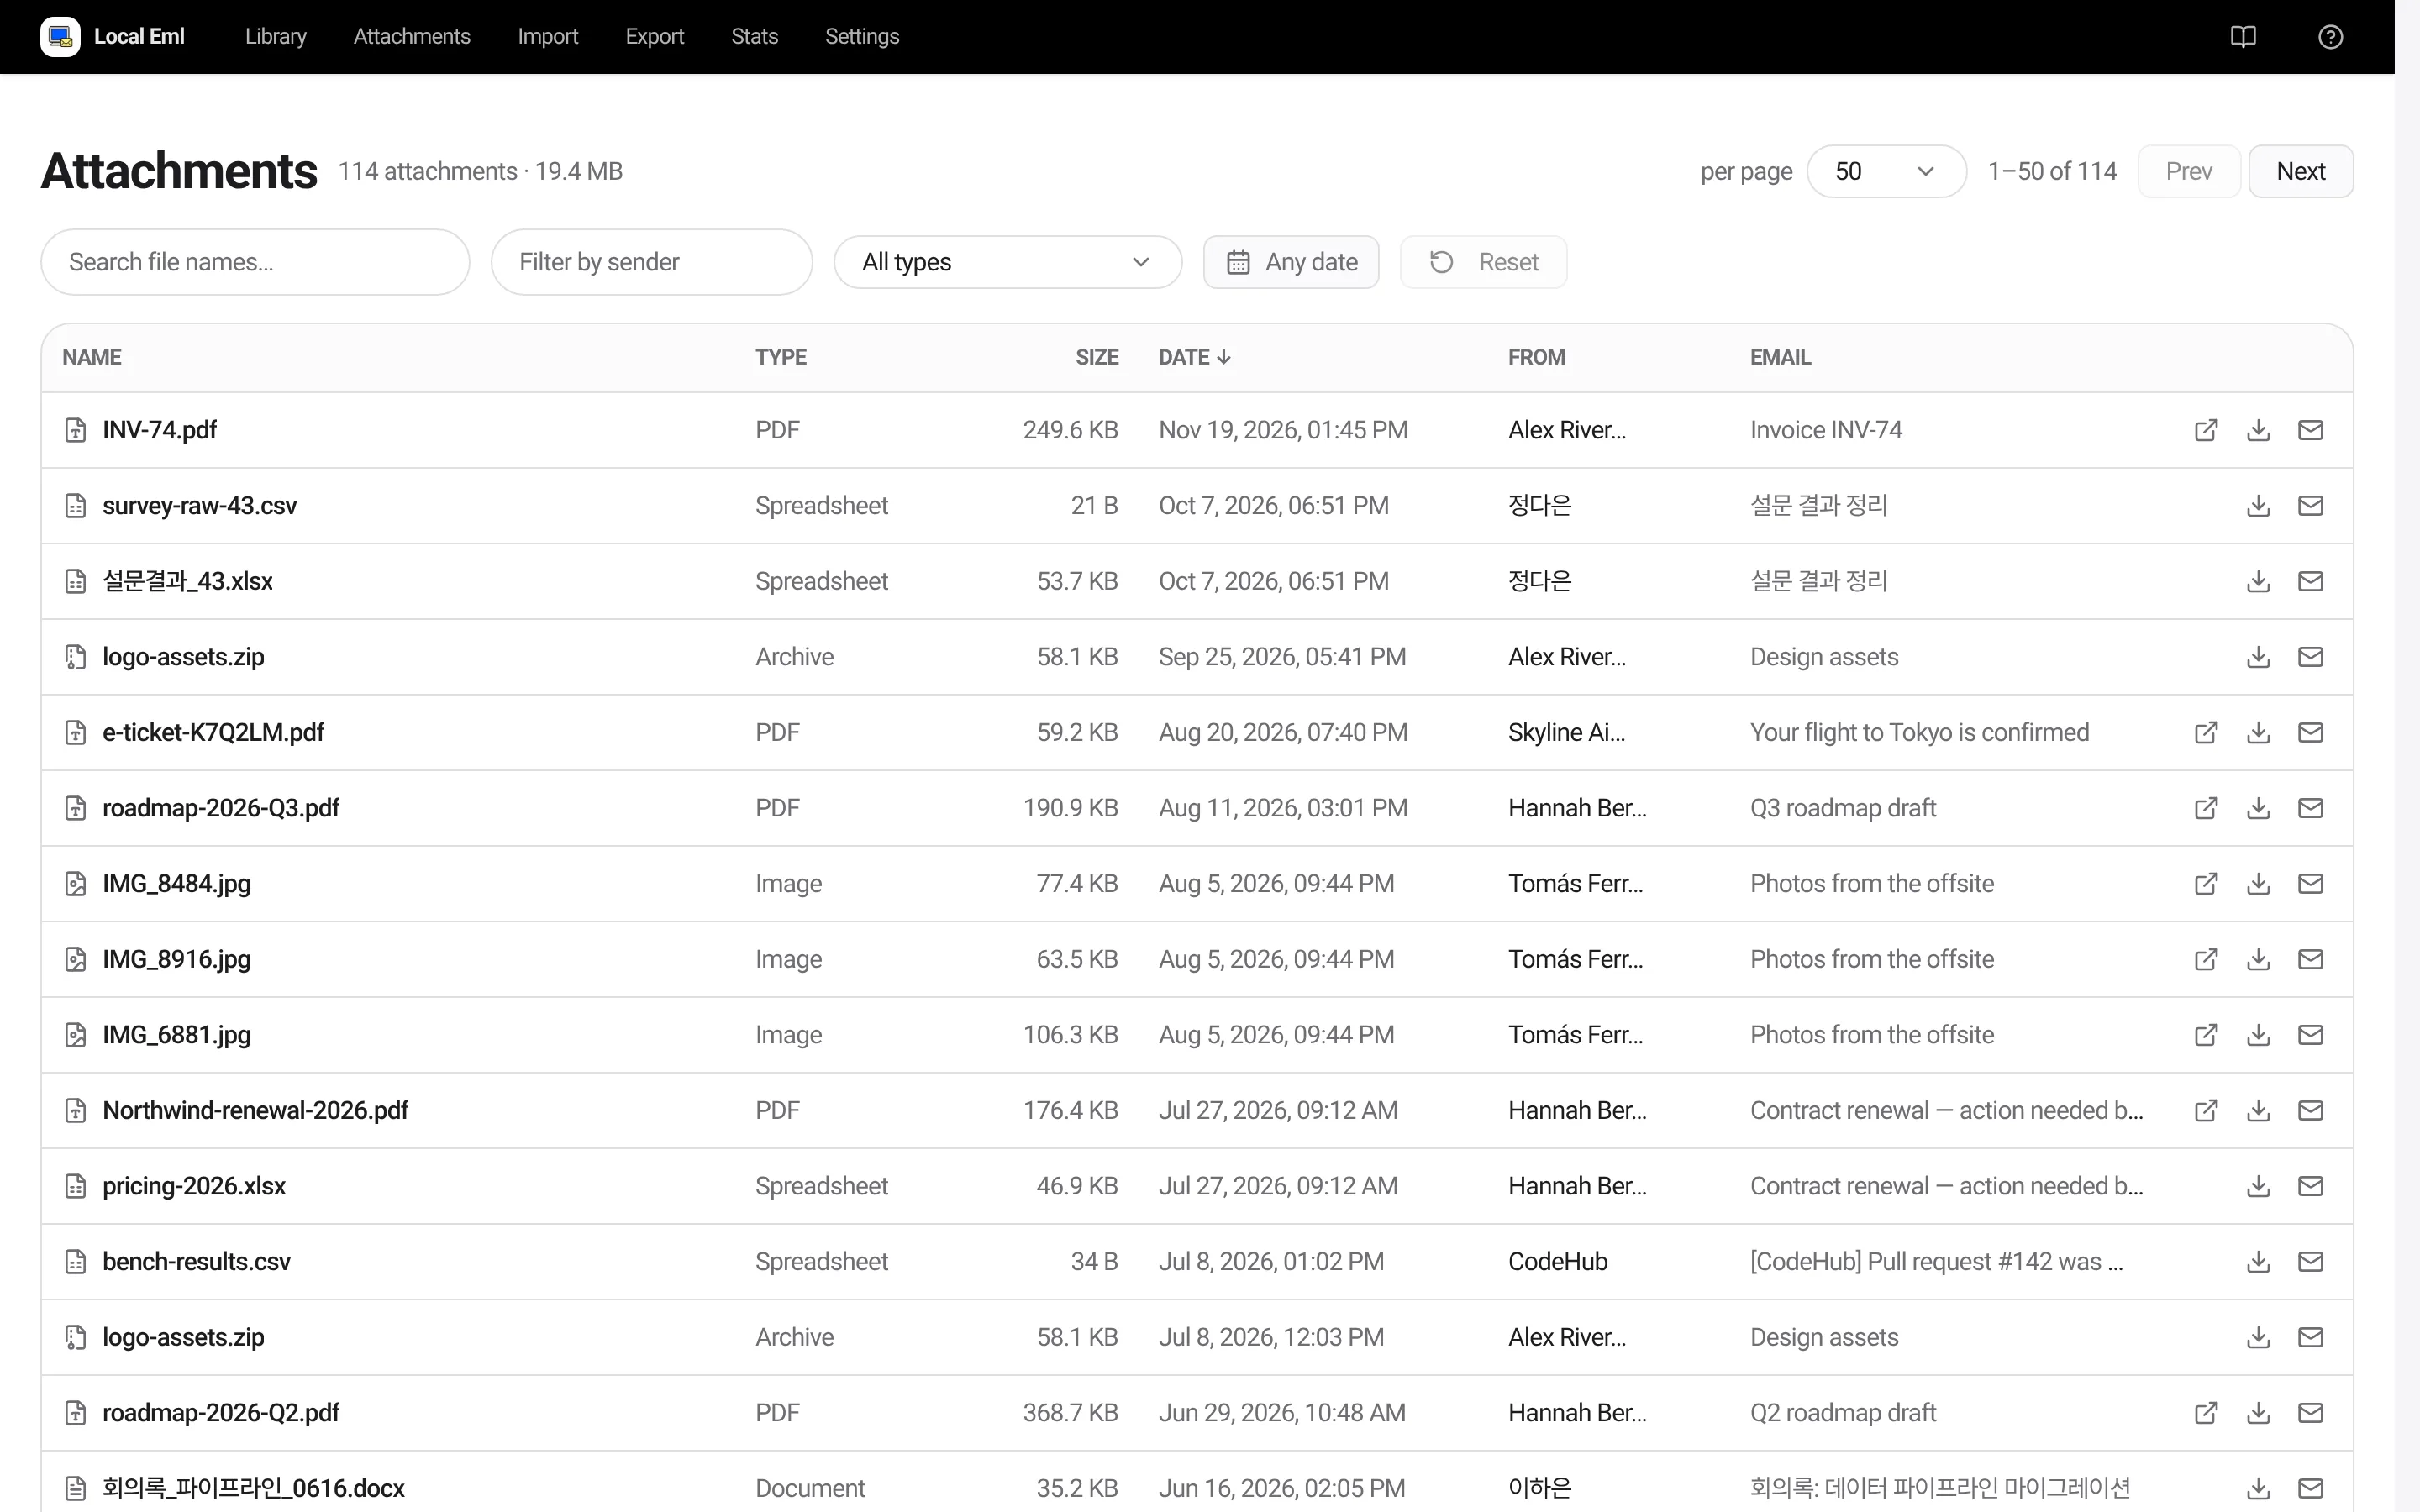 Local Eml Library Attachments Import Export Stats Settings
Attachments 114 attachments · 19.4 MB per page 50 1–50 of 114 Prev Next
Search file names... Filter by sender All types Any date Reset
NAME TYPE SIZE DATE ↓ FROM EMAIL
INV-74.pdf PDF 249.6 KB Nov 19, 2026, 01:45 PM Alex River... Invoice INV-74
survey-raw-43.csv Spreadsheet 21 B Oct 7, 2026, 06:51 PM 정다은 설문 결과 정리
설문결과_43.xlsx Spreadsheet 53.7 KB Oct 7, 2026, 06:51 PM 정다은 설문 결과 정리
logo-assets.zip Archive 58.1 KB Sep 25, 2026, 05:41 PM Alex River... Design assets
e-ticket-K7Q2LM.pdf PDF 59.2 KB Aug 20, 2026, 07:40 PM Skyline Ai... Your flight to Tokyo is confirmed
roadmap-2026-Q3.pdf PDF 190.9 KB Aug 11, 2026, 03:01 PM Hannah Ber... Q3 roadmap draft
IMG_8484.jpg Image 77.4 KB Aug 5, 2026, 09:44 PM Tomás Ferr... Photos from the offsite
IMG_8916.jpg Image 63.5 KB Aug 5, 2026, 09:44 PM Tomás Ferr... Photos from the offsite
IMG_6881.jpg Image 106.3 KB Aug 5, 2026, 09:44 PM Tomás Ferr... Photos from the offsite
Northwind-renewal-2026.pdf PDF 176.4 KB Jul 27, 2026, 09:12 AM Hannah Ber... Contract renewal — action needed b...
pricing-2026.xlsx Spreadsheet 46.9 KB Jul 27, 2026, 09:12 AM Hannah Ber... Contract renewal — action needed b...
bench-results.csv Spreadsheet 34 B Jul 8, 2026, 01:02 PM CodeHub [CodeHub] Pull request #142 was ...
logo-assets.zip Archive 58.1 KB Jul 8, 2026, 12:03 PM Alex River... Design assets
roadmap-2026-Q2.pdf PDF 368.7 KB Jun 29, 2026, 10:48 AM Hannah Ber... Q2 roadmap draft
회의록_파이프라인_0616.docx Document 35.2 KB Jun 16, 2026, 02:05 PM 이하은 회의록: 데이터 파이프라인 마이그레이션